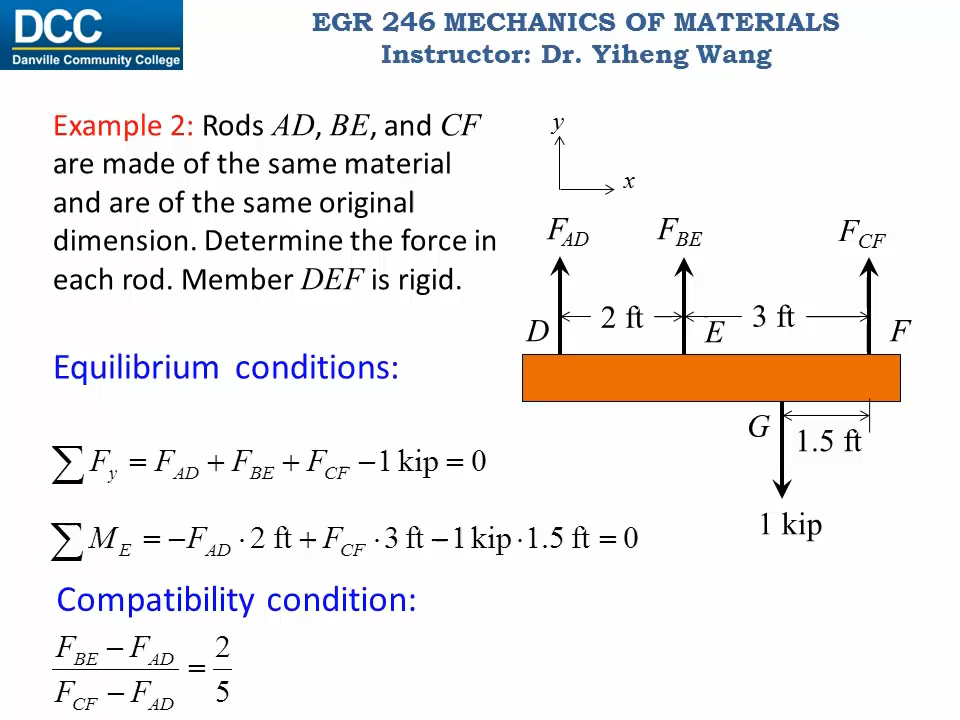 DCC
Danville Community College
EGR 246 MECHANICS OF MATERIALS
Instructor: Dr. Yiheng Wang
Example 2: Rods AD, BE, and CF
are made of the same material
and are of the same original
dimension. Determine the force in
each rod. Member DEF is rigid.
y
x
F_AD F_BE F_CF
2 ft 3 ft
D E F
G 1.5 ft
1 kip
Equilibrium conditions:
∑ F_y = F_AD + F_BE + F_CF − 1 kip = 0
∑ M_E = −F_AD · 2 ft + F_CF · 3 ft − 1 kip · 1.5 ft = 0
Compatibility condition:
F_BE − F_AD / F_CF − F_AD = 2 / 5